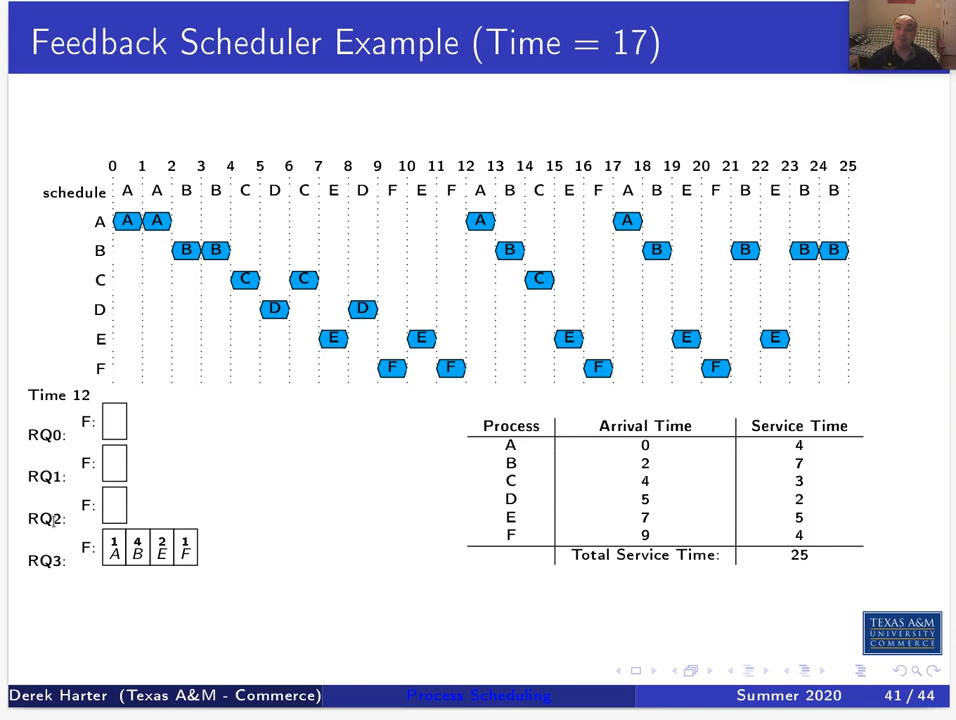 Feedback Scheduler Example (Time = 17)
0 1 2 3 4 5 6 7 8 9 10 11 12 13 14 15 16 17 18 19 20 21 22 23 24 25
schedule A A B B C D C E D F E F A B C E F A B E F B E B B
A A A A A
B B B B B B B B
C C C C
D D D
E E E E E E
F F F F F
Time 12
F:
RQ0:
F:
RQ1:
F:
RQ2:
F: 1 4 2 1
A B E F
RQ3:
Process Arrival Time Service Time
A 0 4
B 2 7
C 4 3
D 5 2
E 7 5
F 9 4
Total Service Time: 25
TEXAS A&M
UNIVERSITY
COMMERCE
Derek Harter (Texas A&M - Commerce) Process Scheduling Summer 2020 41 / 44